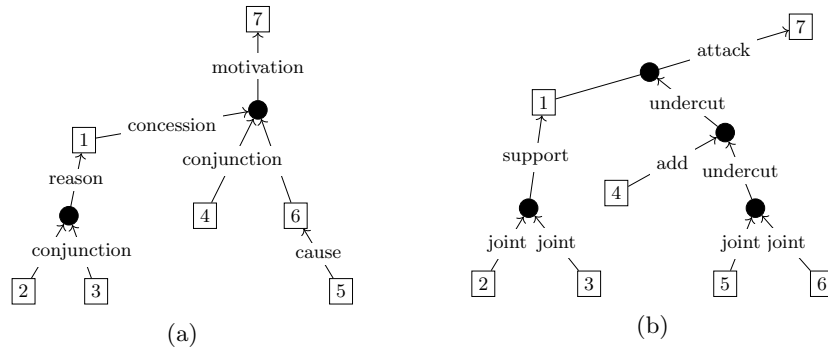 7
motivation
1
concession
conjunction
reason
4
6
conjunction
cause
2
3
5
(a)
7
attack
1
undercut
support
add
undercut
4
joint
joint
joint
joint
2
3
5
6
(b)